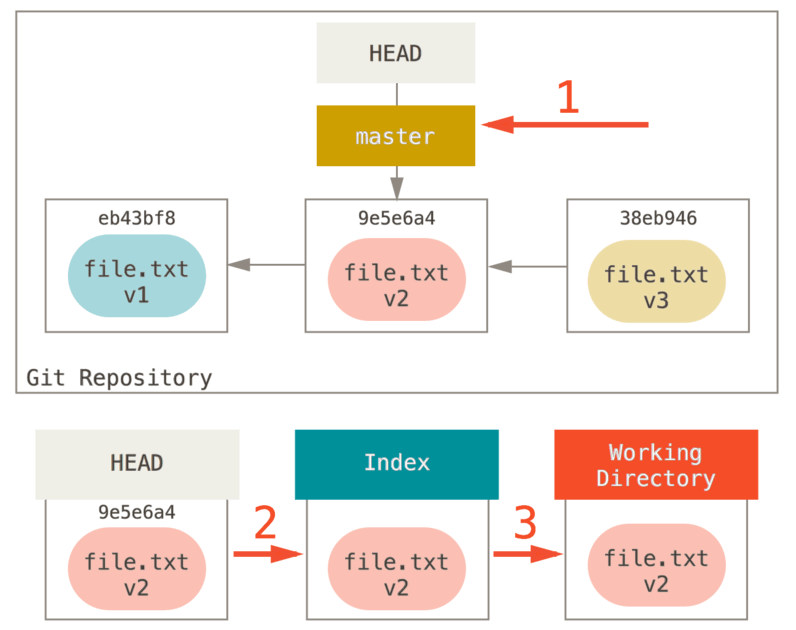 HEAD
1
master
eb43bf8
9e5e6a4
38eb946
file.txt
v1
file.txt
v2
file.txt
v3
Git Repository
HEAD
Index
Working
Directory
9e5e6a4
file.txt
v2
2
file.txt
v2
3
file.txt
v2